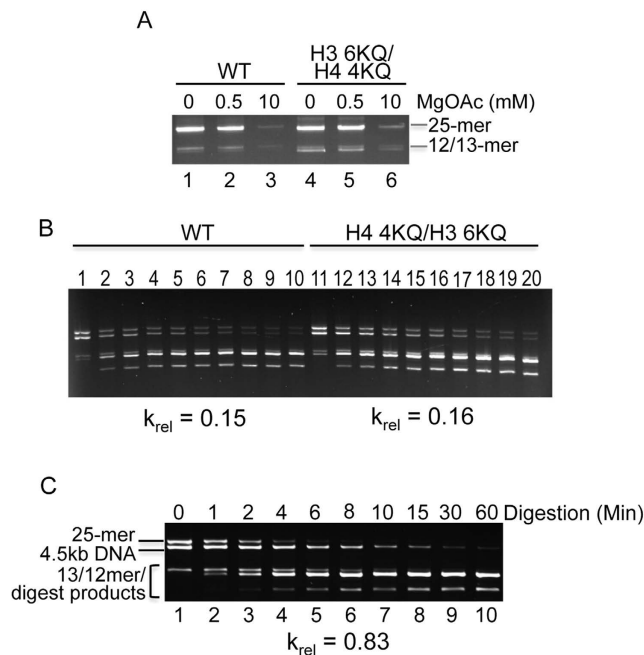 A
WT
H3 6KQ/
H4 4KQ
0 0.5 10 0 0.5 10 MgOAc (mM)
25-mer
12/13-mer
1 2 3 4 5 6
B
WT H4 4KQ/H3 6KQ
1 2 3 4 5 6 7 8 9 10 11 12 13 14 15 16 17 18 19 20
krel = 0.15 krel = 0.16
C
0 1 2 4 6 8 10 15 30 60 Digestion (Min)
25-mer
4.5kb DNA
13/12mer/
digest products
1 2 3 4 5 6 7 8 9 10
krel = 0.83